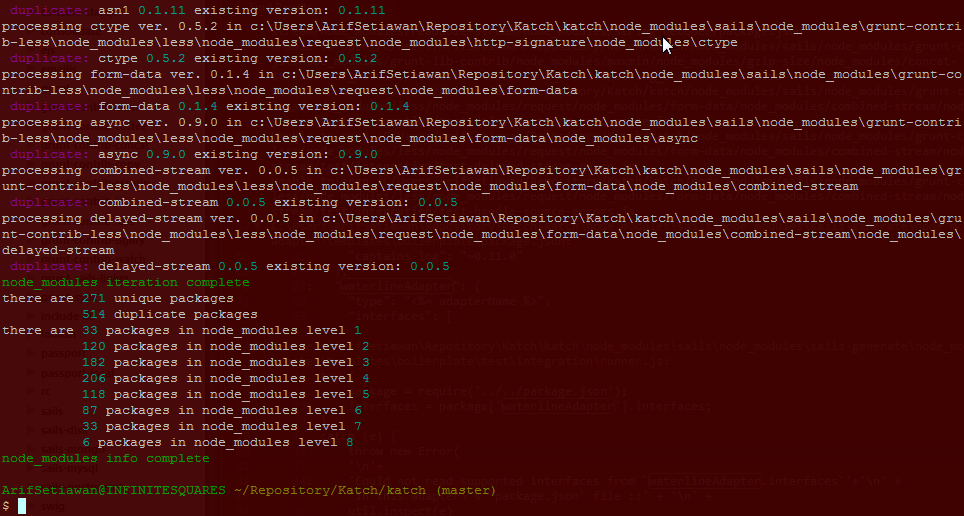 duplicate: asn1 0.1.11 existing version: 0.1.11
processing ctype ver. 0.5.2 in c:\Users\ArifSetiawan\Repository\Katch\katch\node_modules\sails\node_modules\grunt-contri
b-less\node_modules\less\node_modules\request\node_modules\http-signature\node_modules\ctype
duplicate: ctype 0.5.2 existing version: 0.5.2
processing form-data ver. 0.1.4 in c:\Users\ArifSetiawan\Repository\Katch\katch\node_modules\sails\node_modules\grunt-co
ntrib-less\node_modules\less\node_modules\request\node_modules\form-data
duplicate: form-data 0.1.4 existing version: 0.1.4
processing async ver. 0.9.0 in c:\Users\ArifSetiawan\Repository\Katch\katch\node_modules\sails\node_modules\grunt-contri
b-less\node_modules\less\node_modules\request\node_modules\form-data\node_modules\async
duplicate: async 0.9.0 existing version: 0.9.0
processing combined-stream ver. 0.0.5 in c:\Users\ArifSetiawan\Repository\Katch\katch\node_modules\sails\node_modules\gr
unt-contrib-less\node_modules\less\node_modules\request\node_modules\form-data\node_modules\combined-stream
duplicate: combined-stream 0.0.5 existing version: 0.0.5
processing delayed-stream ver. 0.0.5 in c:\Users\ArifSetiawan\Repository\Katch\katch\node_modules\sails\node_modules\gru
nt-contrib-less\node_modules\less\node_modules\request\node_modules\form-data\node_modules\combined-stream\node_modules\
delayed-stream
duplicate: delayed-stream 0.0.5 existing version: 0.0.5
node_modules iteration complete
there are 271 unique packages
514 duplicate packages
there are 33 packages in node_modules level 1
120 packages in node_modules level 2
182 packages in node_modules level 3
206 packages in node_modules level 4
118 packages in node_modules level 5
87 packages in node_modules level 6
33 packages in node_modules level 7
6 packages in node_modules level 8
node_modules info complete
ArifSetiawan@INFINITESQUARES ~/Repository/Katch/katch (master)
$